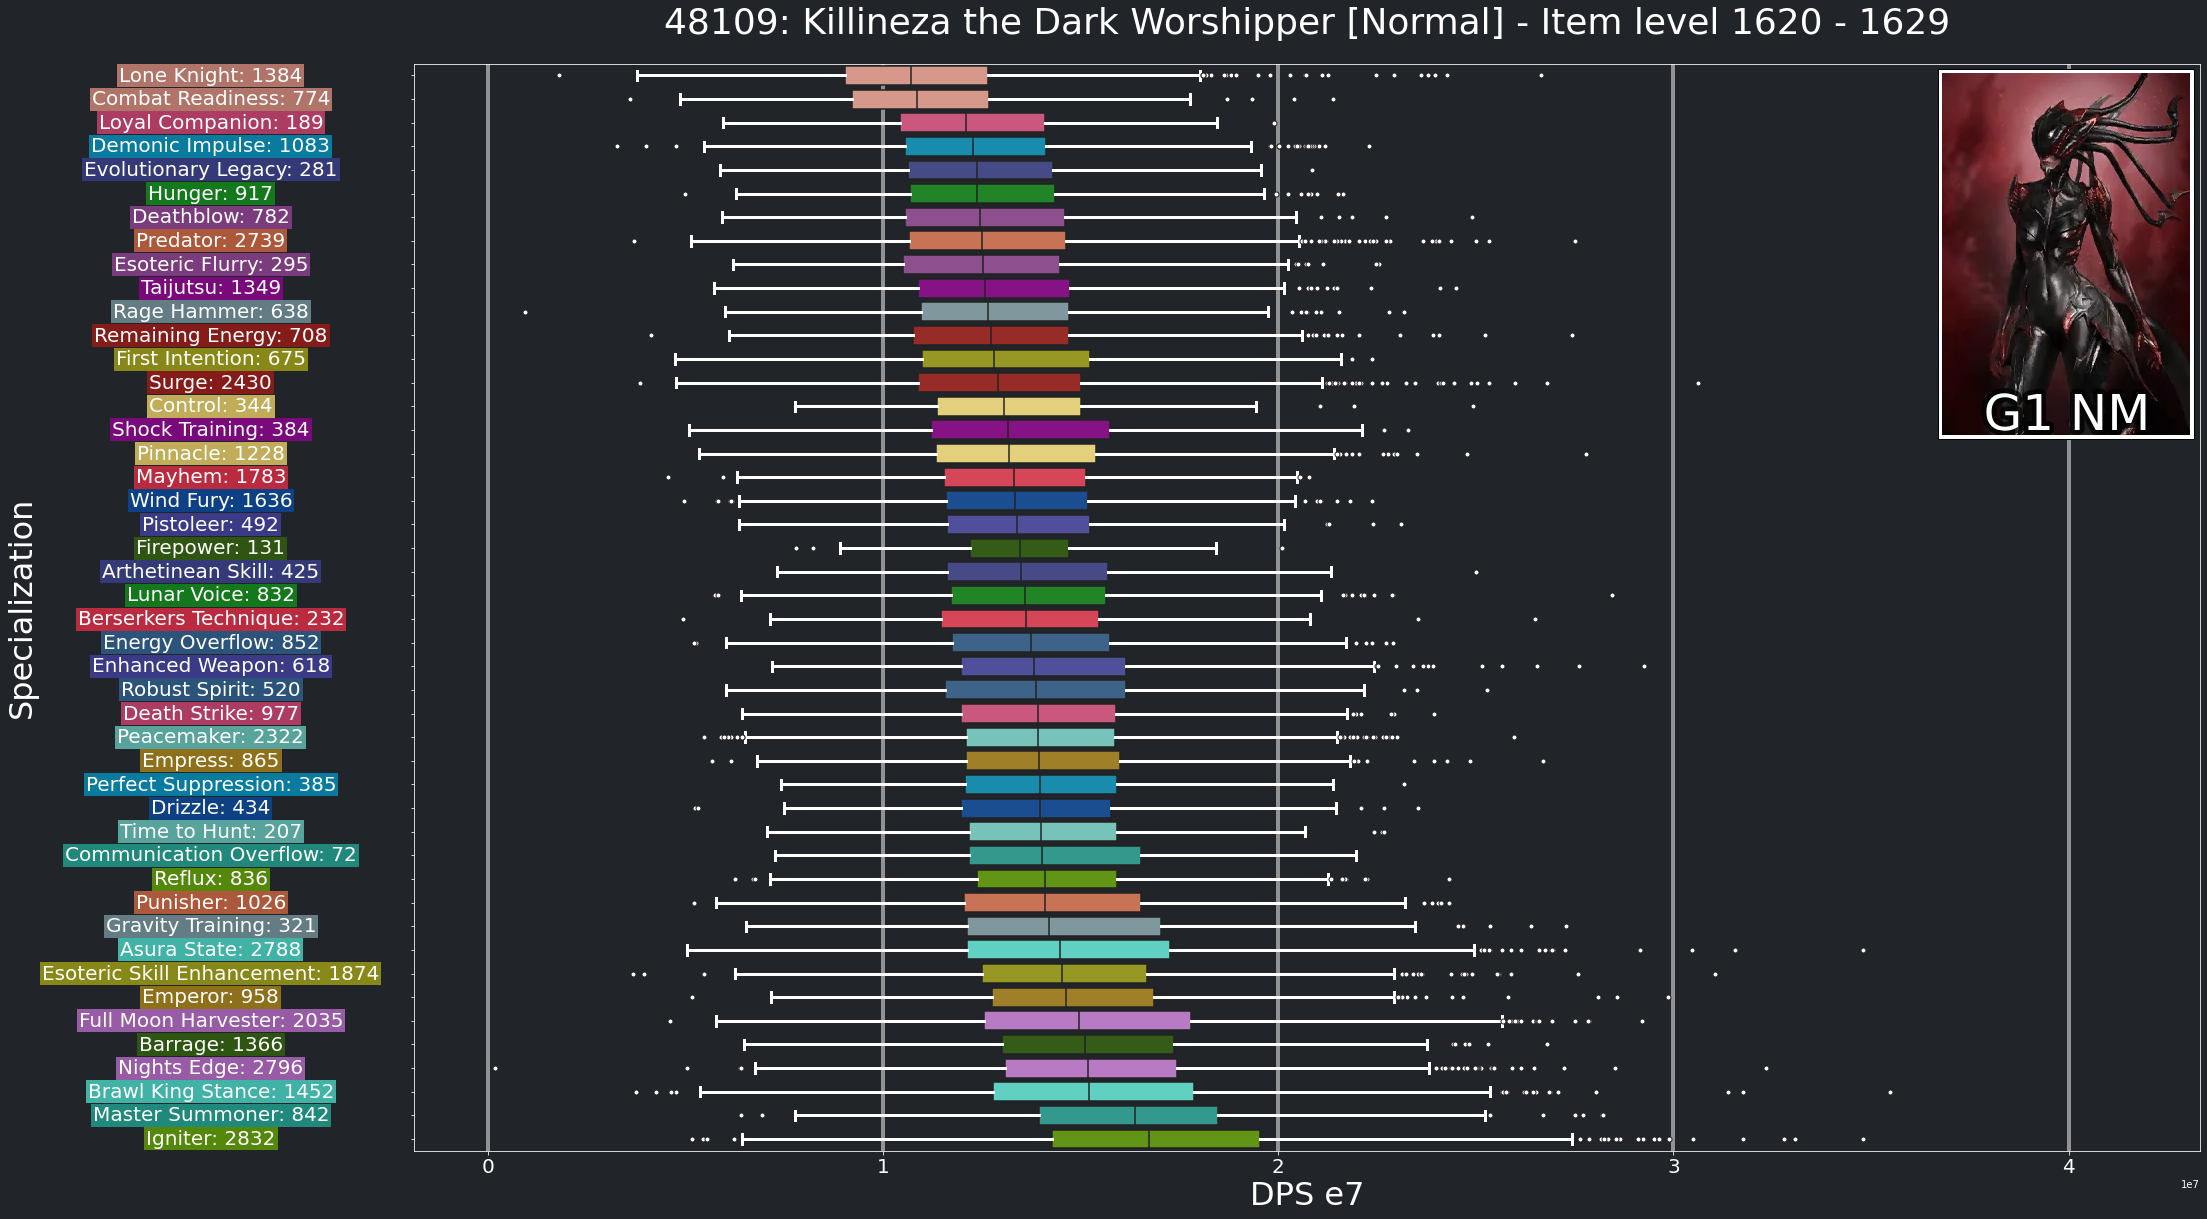 48109: Killineza the Dark Worshipper [Normal] - Item level 1620 - 1629
Lone Knight: 1384
Combat Readiness: 774
Loyal Companion: 189
Demonic Impulse: 1083
Evolutionary Legacy: 281
Hunger: 917
Deathblow: 782
Predator: 2739
Esoteric Flurry: 295
Taijutsu: 1349
Rage Hammer: 638
Remaining Energy: 708
First Intention: 675
Surge: 2430
Control: 344
Shock Training: 384
Pinnacle: 1228
Mayhem: 1783
Wind Fury: 1636
Pistoleer: 492
Firepower: 131
Arthetinean Skill: 425
Lunar Voice: 832
Berserkers Technique: 232
Energy Overflow: 852
Enhanced Weapon: 618
Robust Spirit: 520
Death Strike: 977
Peacemaker: 2322
Empress: 865
Perfect Suppression: 385
Drizzle: 434
Time to Hunt: 207
Communication Overflow: 72
Reflux: 836
Punisher: 1026
Gravity Training: 321
Asura State: 2788
Esoteric Skill Enhancement: 1874
Emperor: 958
Full Moon Harvester: 2035
Barrage: 1366
Nights Edge: 2796
Brawl King Stance: 1452
Master Summoner: 842
Igniter: 2832
Specialization
G1 NM
0 1 2 3 4
DPS e7
1e7